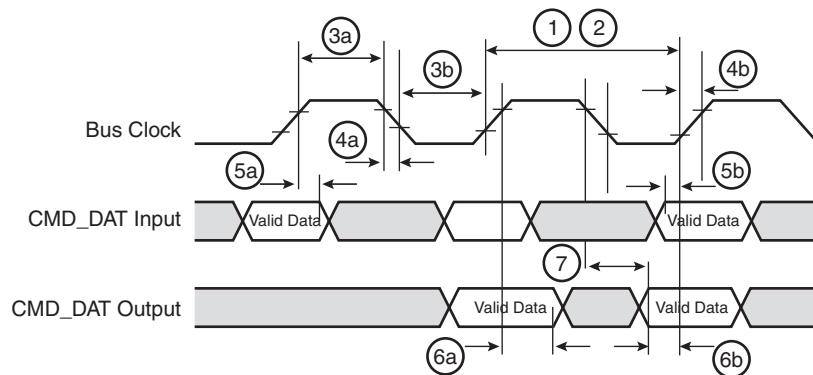 3a
1
2
3b
4b
Bus Clock
4a
5a
5b
CMD_DAT Input
Valid Data
Valid Data
7
CMD_DAT Output
Valid Data
Valid Data
6a
6b